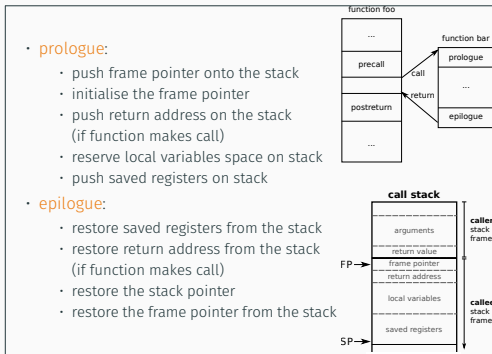 • prologue:
• push frame pointer onto the stack
• initialise the frame pointer
• push return address on the stack
(if function makes call)
• reserve local variables space on stack
• push saved registers on stack
• epilogue:
• restore saved registers from the stack
• restore return address from the stack
(if function makes call)
• restore the stack pointer
• restore the frame pointer from the stack
function foo
...
precall
postreturn
...
call
return
function bar
prologue
...
epilogue
call stack
arguments
return value
FP
frame pointer
return address
local variables
saved registers
SP
caller
stack
frame
callee
stack
frame